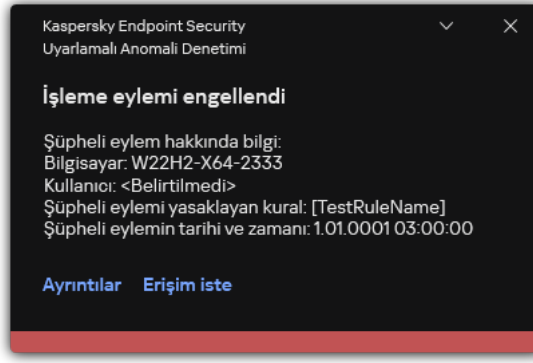 Kaspersky Endpoint Security
Uyarlamalı Anomali Denetimi
İşleme eylemi engellendi
Şüpheli eylem hakkında bilgi:
Bilgisayar: W22H2-X64-2333
Kullanıcı: <Belirtilmedi>
Şüpheli eylemi yasaklayan kural: [TestRuleName]
Şüpheli eylemin tarihi ve zamanı: 1.01.0001 03:00:00
Ayrıntılar Erişim iste